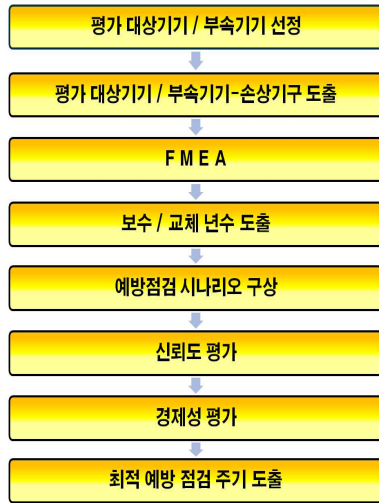 평가 대상기기 / 부속기기 선정
평가 대상기기 / 부속기기-손상기구 도출
F M E A
보수 / 교체 년수 도출
예방점검 시나리오 구상
신뢰도 평가
경제성 평가
최적 예방 점검 주기 도출